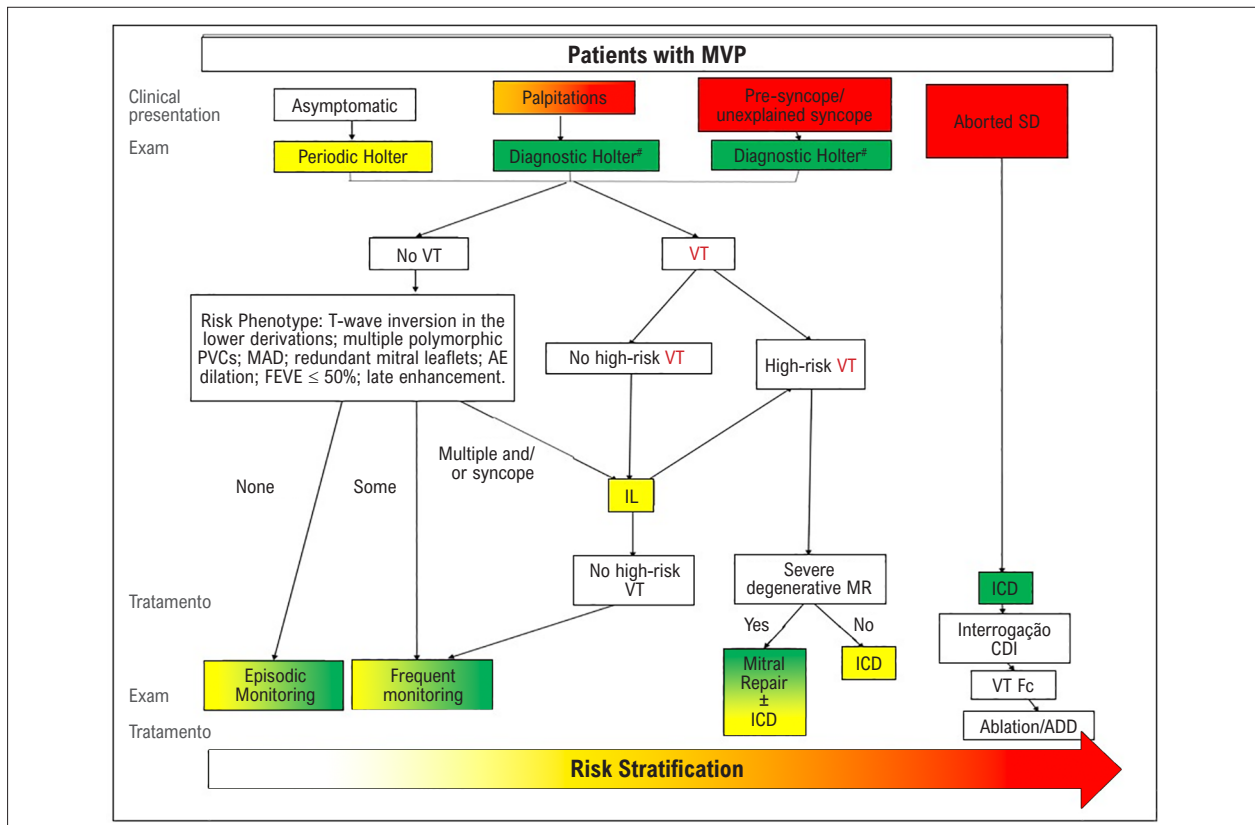 Patients with MVP
Clinical
presentation
Asymptomatic
Palpitations
Pre-syncope/
unexplained syncope
Aborted SD
Exam
Periodic Holter
Diagnostic Holter#
Diagnostic Holter#
No VT
VT
Risk Phenotype: T-wave inversion in the
lower derivations; multiple polymorphic
PVCs; MAD; redundant mitral leaflets; AE
dilation; FEVE ≤ 50%; late enhancement.
No high-risk VT
High-risk VT
None
Some
Multiple and/
or syncope
IL
No high-risk
VT
Severe
degenerative MR
ICD
Tratamento
Yes
No
Interrogação
CDI
Episodic
Monitoring
Frequent
monitoring
Mitral
Repair
±
ICD
ICD
VT Fc
Exam
Ablation/ADD
Tratamento
Risk Stratification